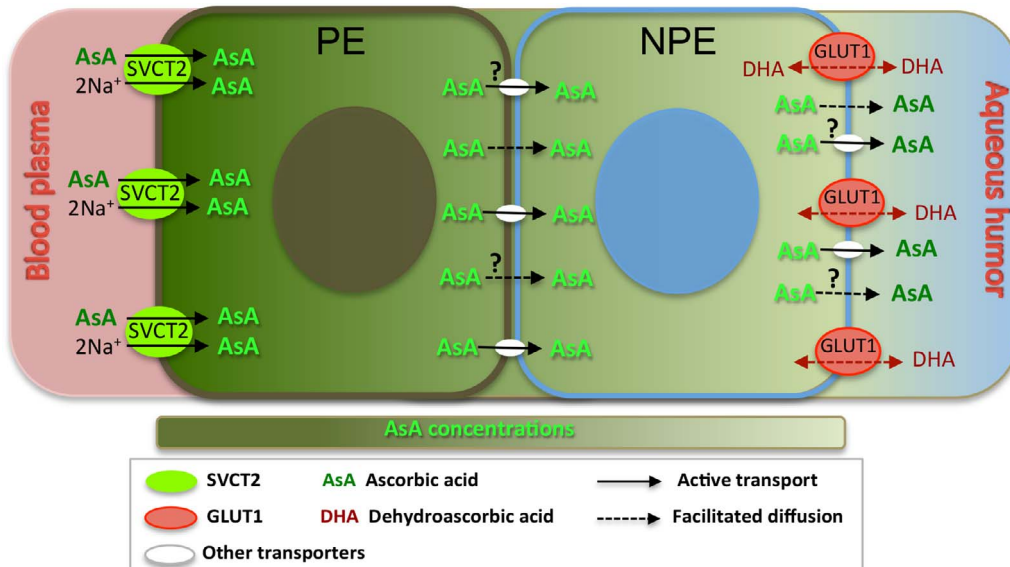 PE
NPE
Blood plasma
Aqueous humor
AsA SVCT2 AsA
2Na⁺ AsA
AsA SVCT2 AsA
2Na⁺ AsA
AsA SVCT2 AsA
2Na⁺ AsA
AsA ? AsA
AsA AsA
AsA AsA
AsA ? AsA
AsA AsA
GLUT1
DHA DHA
AsA AsA
AsA ? AsA
GLUT1
DHA
AsA AsA
AsA ? AsA
GLUT1
DHA
AsA concentrations
SVCT2 AsA Ascorbic acid Active transport
GLUT1 DHA Dehydroascorbic acid Facilitated diffusion
Other transporters